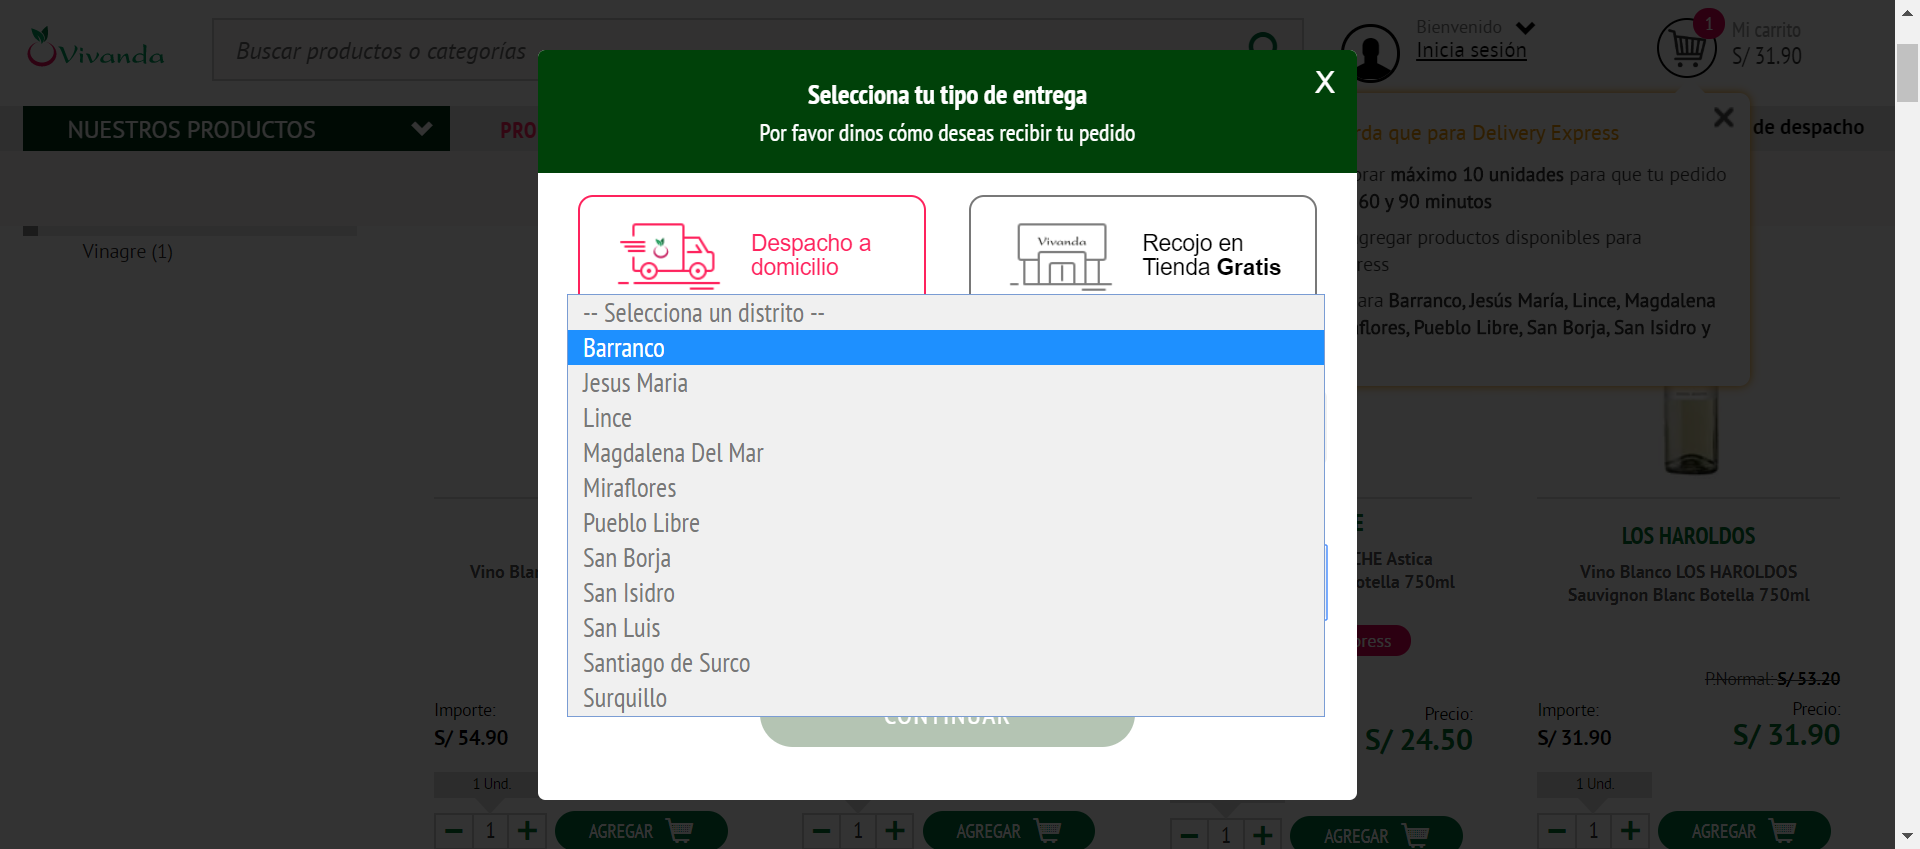 Vivanda
Buscar productos o categorías
Bienvenido
Inicia sesión
1
Mi carrito
S/ 31.90
NUESTROS PRODUCTOS
PRO
de despacho
Vinagre (1)
Selecciona tu tipo de entrega
X
Por favor dinos cómo deseas recibir tu pedido
Despacho a
domicilio
Vivanda
Recojo en
Tienda Gratis
-- Selecciona un distrito --
Barranco
Jesus Maria
Lince
Magdalena Del Mar
Miraflores
Pueblo Libre
San Borja
San Isidro
San Luis
Santiago de Surco
Surquillo
CONTINUAR
rda que para Delivery Express
rar máximo 10 unidades para que tu pedido
60 y 90 minutos
gregar productos disponibles para
ress
ara Barranco, Jesús María, Lince, Magdalena
flores, Pueblo Libre, San Borja, San Isidro y
Vino Bla
Importe:
S/ 54.90
1 Und.
1
AGREGAR
1
AGREGAR
E
CHE Astica
otella 750ml
ress
Precio:
S/ 24.50
1
AGREGAR
LOS HAROLDOS
Vino Blanco LOS HAROLDOS
Sauvignon Blanc Botella 750ml
P.Normal: S/ 53.20
Importe:
Precio:
S/ 31.90
S/ 31.90
1 Und.
1
AGREGAR